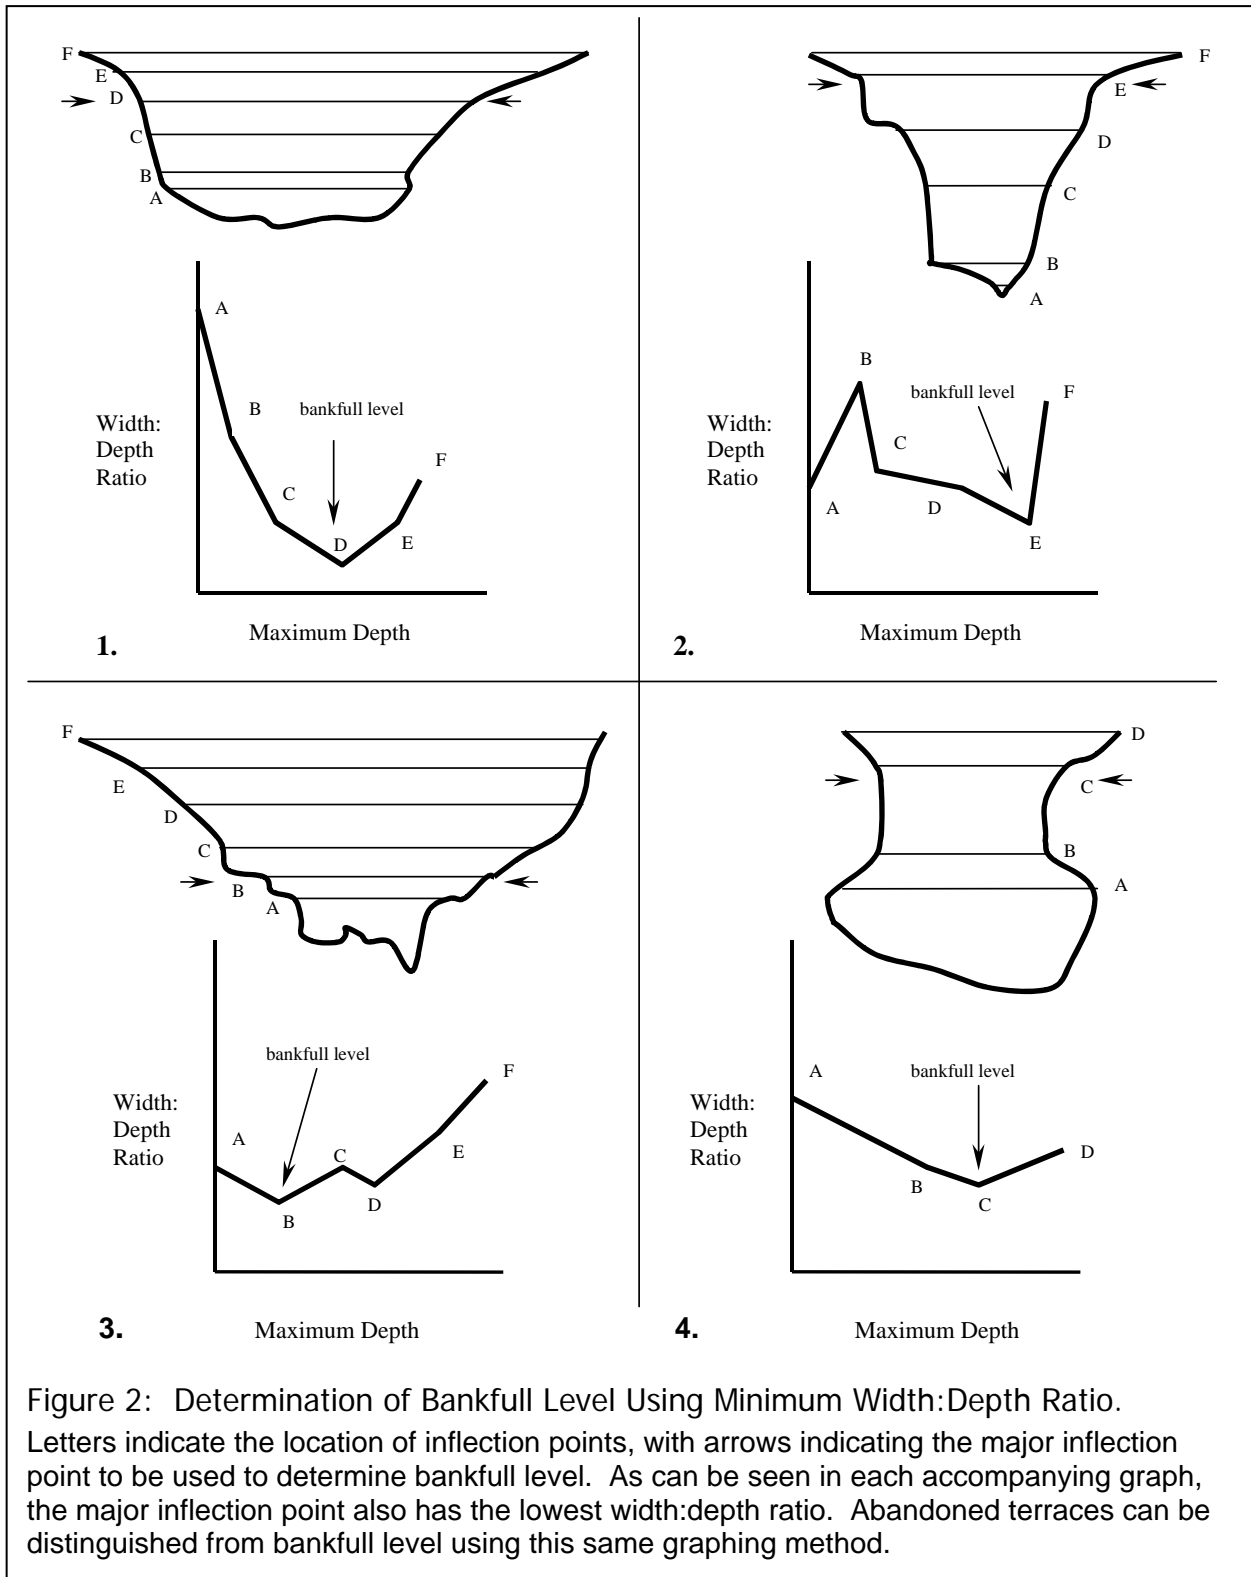 F
E
D
C
B
A
A
B
bankfull level
Width:
Depth
Ratio
C
D
E
F
Maximum Depth
1.
F
E
D
C
B
A
B
bankfull level
F
Width:
Depth
Ratio
C
A
D
E
Maximum Depth
2.
F
E
D
C
B
A
bankfull level
F
Width:
Depth
Ratio
A
C
E
D
B
3.
Maximum Depth
D
C
B
A
A
bankfull level
Width:
Depth
Ratio
D
B
C
4.
Maximum Depth
Figure 2: Determination of Bankfull Level Using Minimum Width:Depth Ratio.
Letters indicate the location of inflection points, with arrows indicating the major inflection
point to be used to determine bankfull level. As can be seen in each accompanying graph,
the major inflection point also has the lowest width:depth ratio. Abandoned terraces can be
distinguished from bankfull level using this same graphing method.